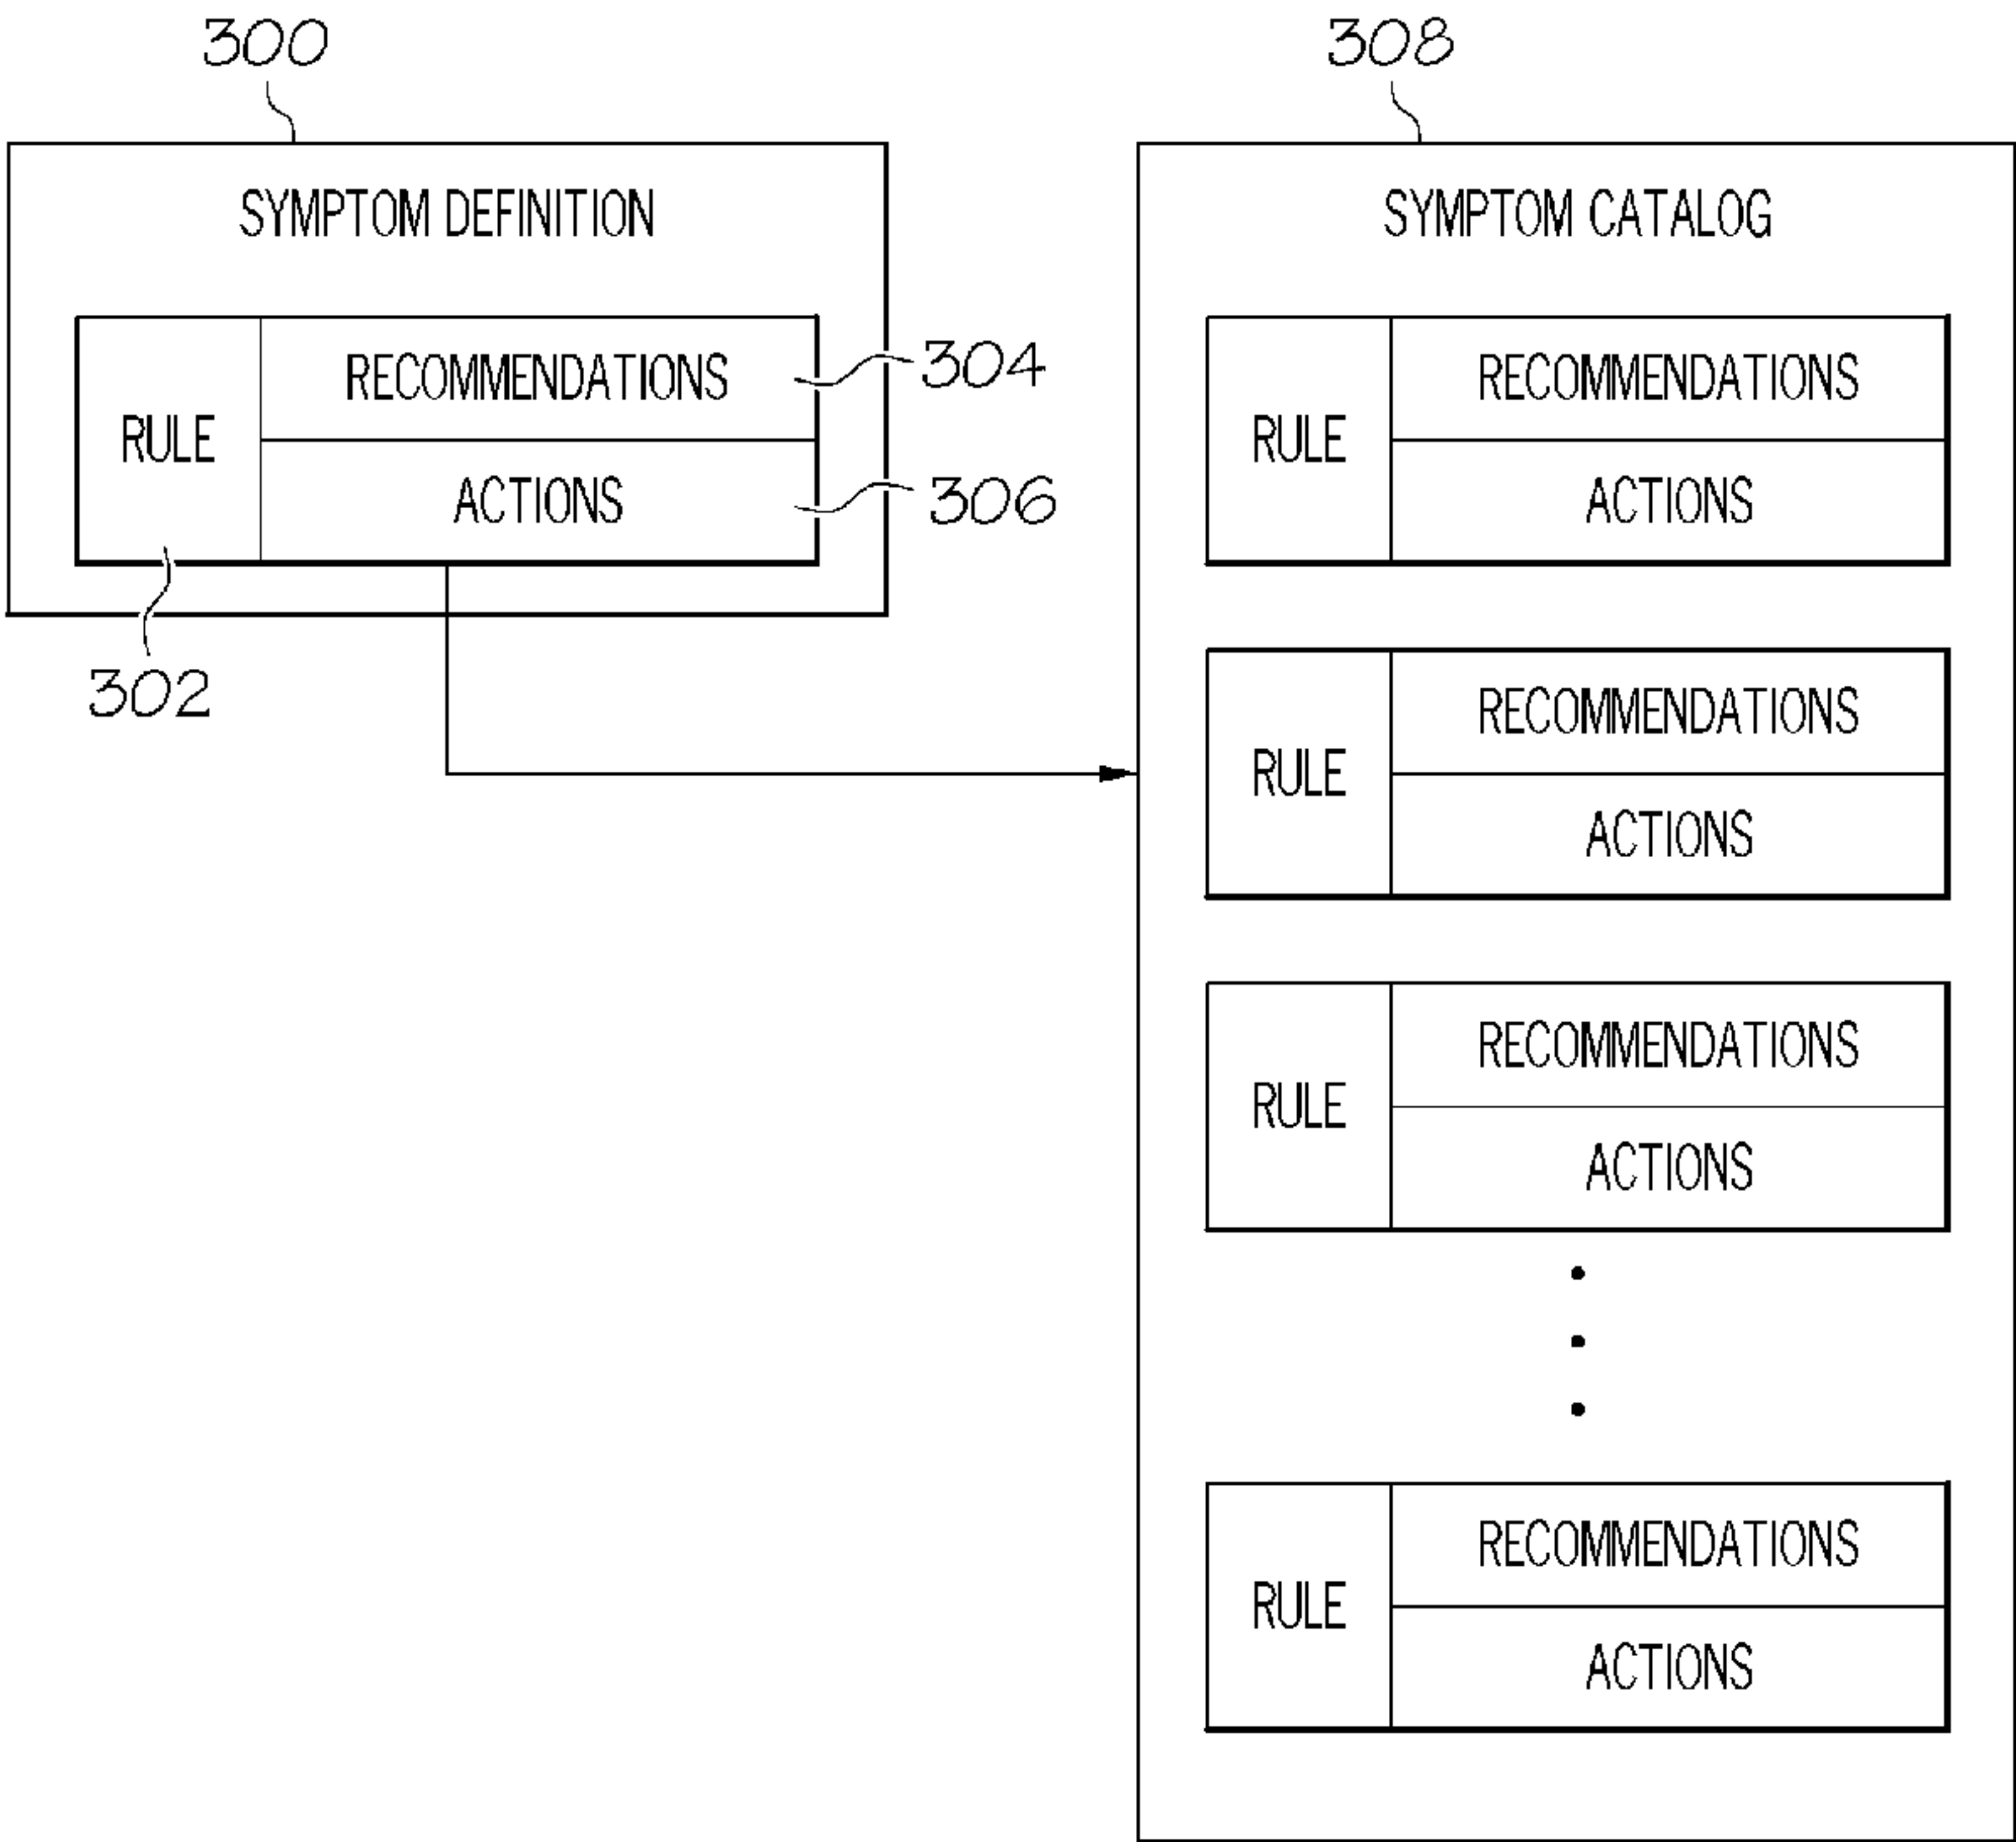 300
SYMPTOM DEFINITION
RULE
RECOMMENDATIONS
304
ACTIONS
306
302
308
SYMPTOM CATALOG
RULE
RECOMMENDATIONS
ACTIONS
RULE
RECOMMENDATIONS
ACTIONS
RULE
RECOMMENDATIONS
ACTIONS
RULE
RECOMMENDATIONS
ACTIONS